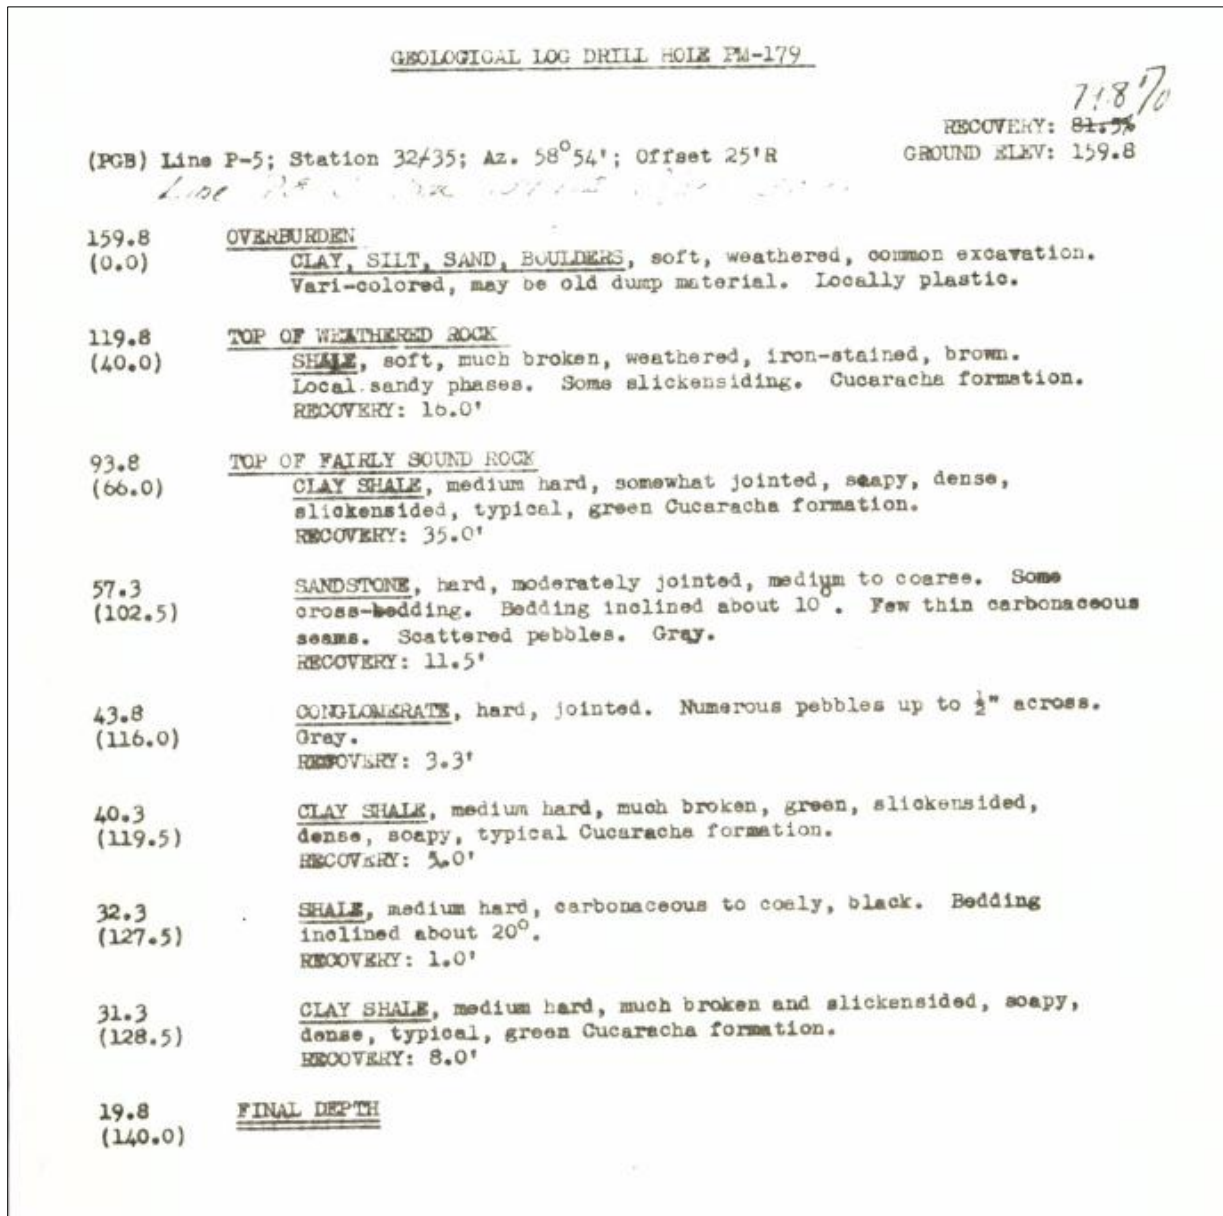 GEOLOGICAL LOG DRILL HOLE PM-179
71.8%
RECOVERY: 81.5%
(PGB) Line P-5; Station 32+35; Az. 58°54'; Offset 25'R GROUND ELEV: 159.8
Line
159.8 OVERBURDEN
(0.0) CLAY, SILT, SAND, BOULDERS, soft, weathered, common excavation.
Vari-colored, may be old dump material. Locally plastic.
119.8 TOP OF WEATHERED ROCK
(40.0) SHALE, soft, much broken, weathered, iron-stained, brown.
Local sandy phases. Some slickensiding. Cucaracha formation.
RECOVERY: 16.0'
93.8 TOP OF FAIRLY SOUND ROCK
(66.0) CLAY SHALE, medium hard, somewhat jointed, soapy, dense,
slickensided, typical, green Cucaracha formation.
RECOVERY: 35.0'
57.3 SANDSTONE, hard, moderately jointed, medium to coarse. Some
(102.5) cross-bedding. Bedding inclined about 10°. Few thin carbonaceous
seams. Scattered pebbles. Gray.
RECOVERY: 11.5'
43.8 CONGLOMERATE, hard, jointed. Numerous pebbles up to ½" across.
(116.0) Gray.
RECOVERY: 3.3'
40.3 CLAY SHALE, medium hard, much broken, green, slickensided,
(119.5) dense, soapy, typical Cucaracha formation.
RECOVERY: 5.0'
32.3 SHALE, medium hard, carbonaceous to coaly, black. Bedding
(127.5) inclined about 20°.
RECOVERY: 1.0'
31.3 CLAY SHALE, medium hard, much broken and slickensided, soapy,
(128.5) dense, typical, green Cucaracha formation.
RECOVERY: 8.0'
19.8 FINAL DEPTH
(140.0)